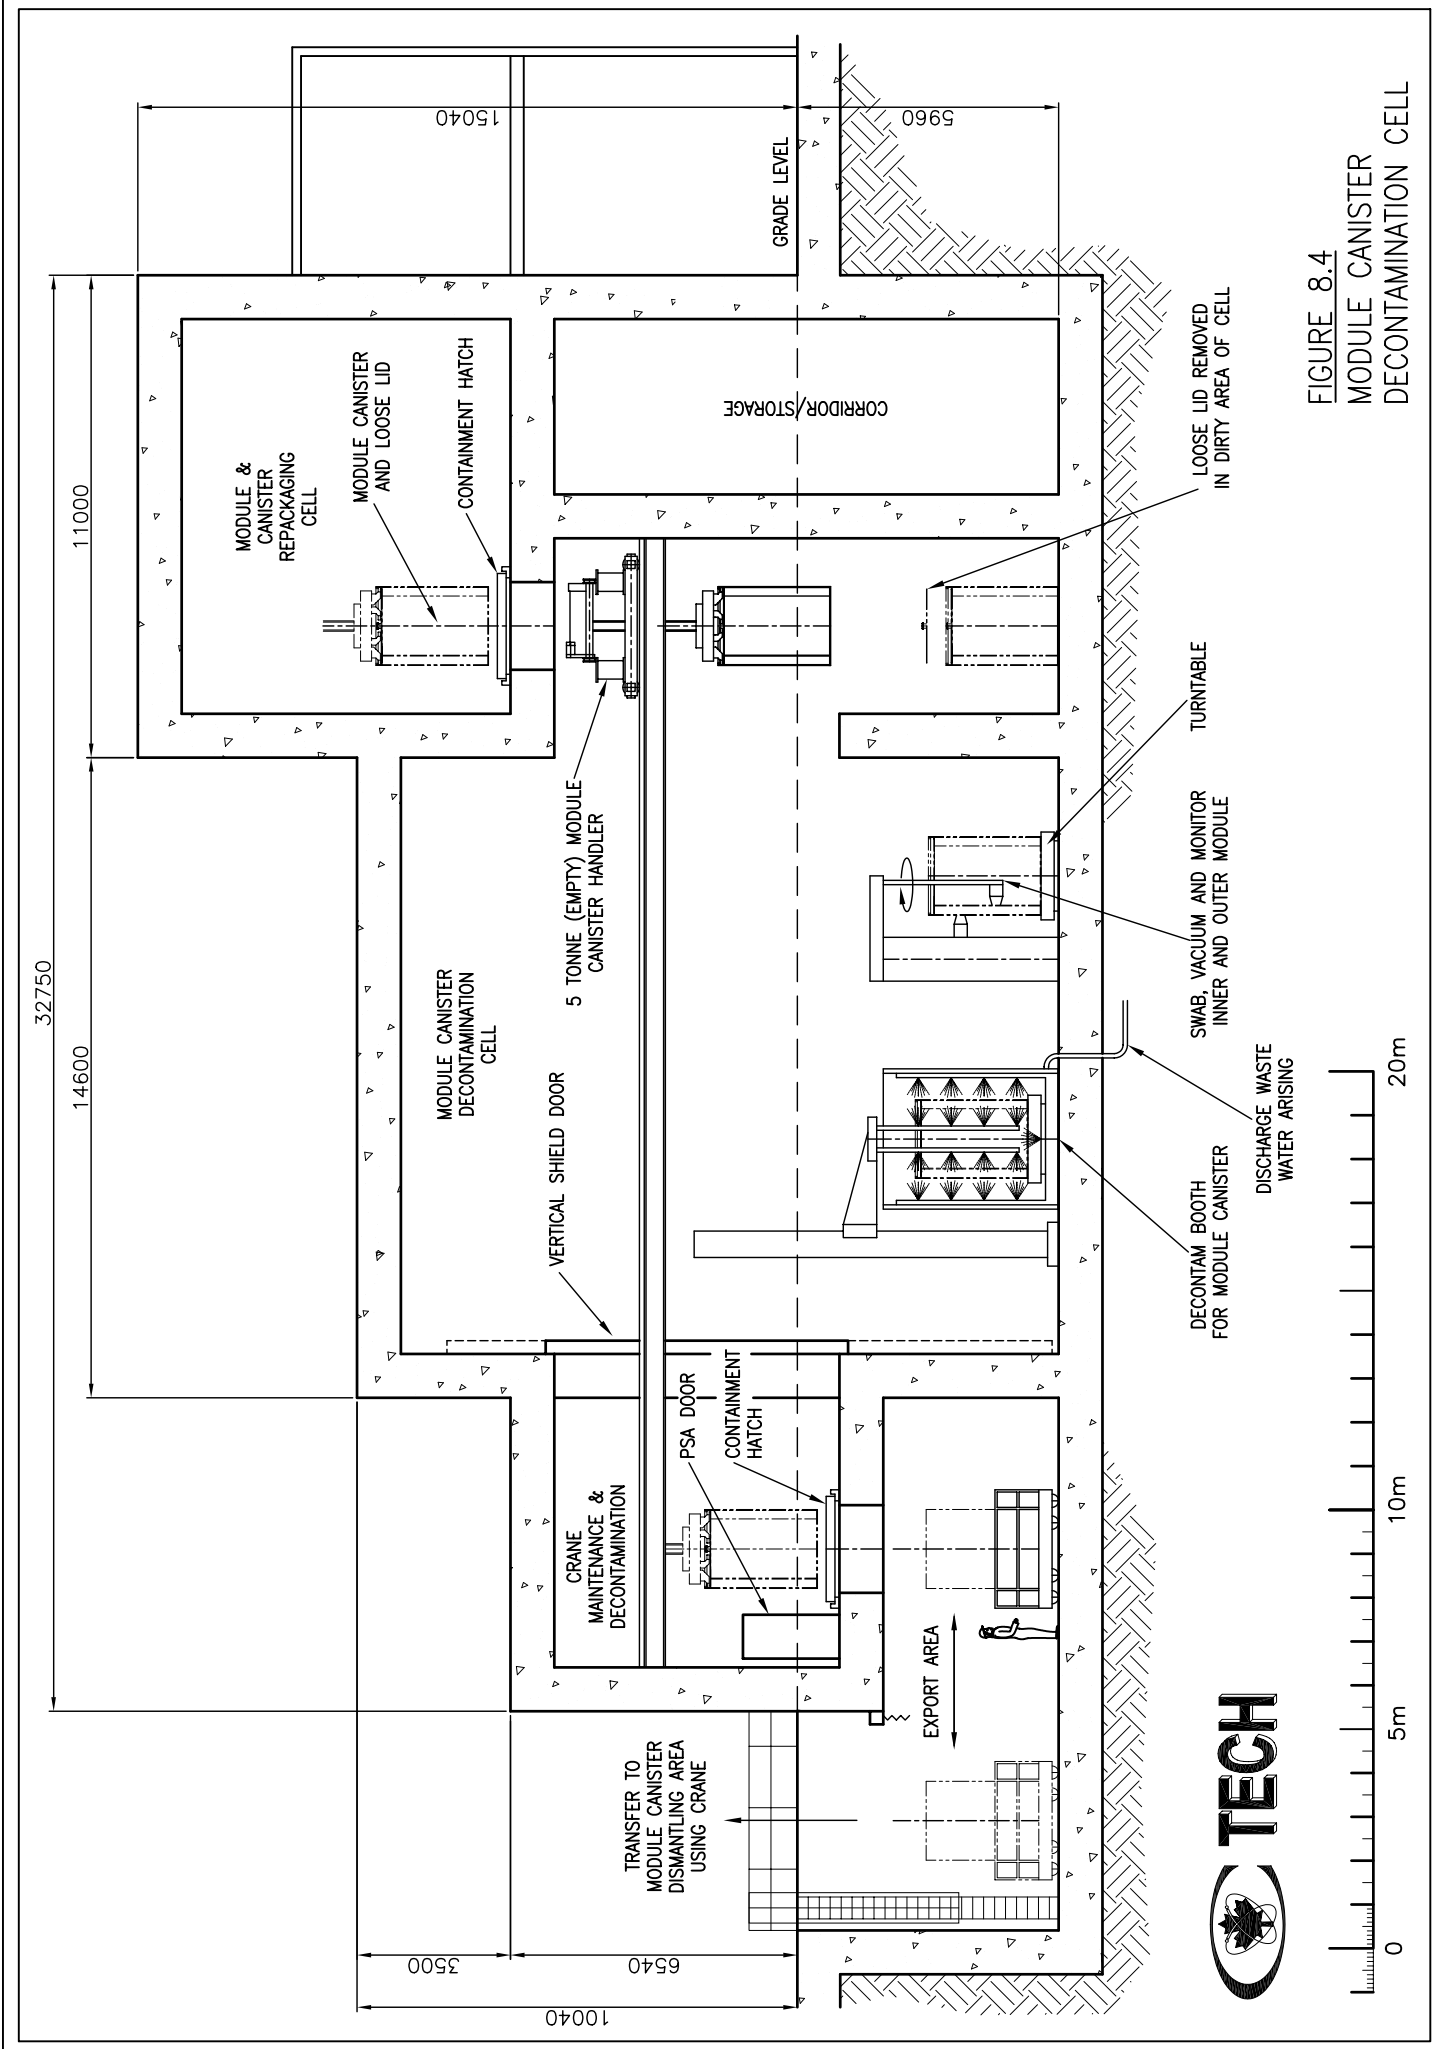 32750
14600
11000
15040
5960
3500
6540
10040
MODULE &
CANISTER
REPACKAGING
CELL
MODULE CANISTER
AND LOOSE LID
CONTAINMENT HATCH
GRADE LEVEL
CORRIDOR/STORAGE
MODULE CANISTER
DECONTAMINATION
CELL
5 TONNE (EMPTY) MODULE
CANISTER HANDLER
VERTICAL SHIELD DOOR
CRANE
MAINTENANCE &
DECONTAMINATION
PSA DOOR
CONTAINMENT
HATCH
TRANSFER TO
MODULE CANISTER
DISMANTLING AREA
USING CRANE
EXPORT AREA
DECONTAM BOOTH
FOR MODULE CANISTER
DISCHARGE WASTE
WATER ARISING
SWAB, VACUUM AND MONITOR
INNER AND OUTER MODULE
TURNTABLE
LOOSE LID REMOVED
IN DIRTY AREA OF CELL
TECH
0
5m
10m
20m
FIGURE 8.4
MODULE CANISTER
DECONTAMINATION CELL